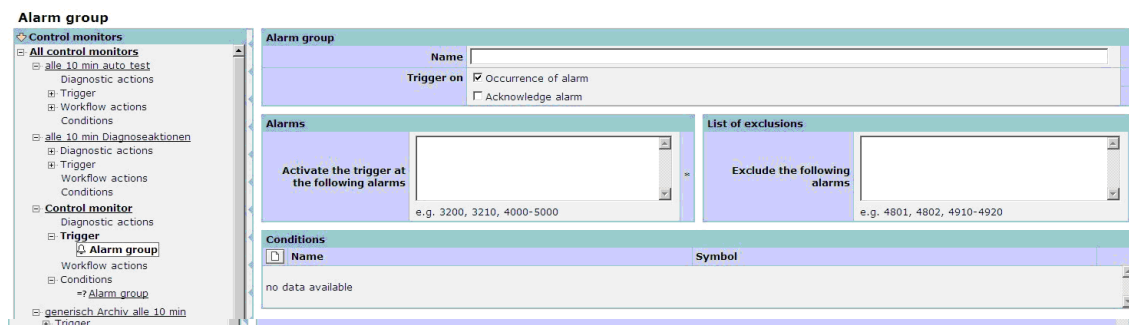 Alarm group
Control monitors
All control monitors
alle 10 min auto test
Diagnostic actions
Trigger
Workflow actions
Conditions
alle 10 min Diagnoseaktionen
Diagnostic actions
Trigger
Workflow actions
Conditions
Control monitor
Diagnostic actions
Trigger
Alarm group
Workflow actions
Conditions
=? Alarm group
generisch Archiv alle 10 min
Trigger
Alarm group
Name
Trigger on Occurrence of alarm
Acknowledge alarm
Alarms
Activate the trigger at
the following alarms
*
e.g. 3200, 3210, 4000-5000
List of exclusions
Exclude the following
alarms
e.g. 4801, 4802, 4910-4920
Conditions
Name Symbol
no data available